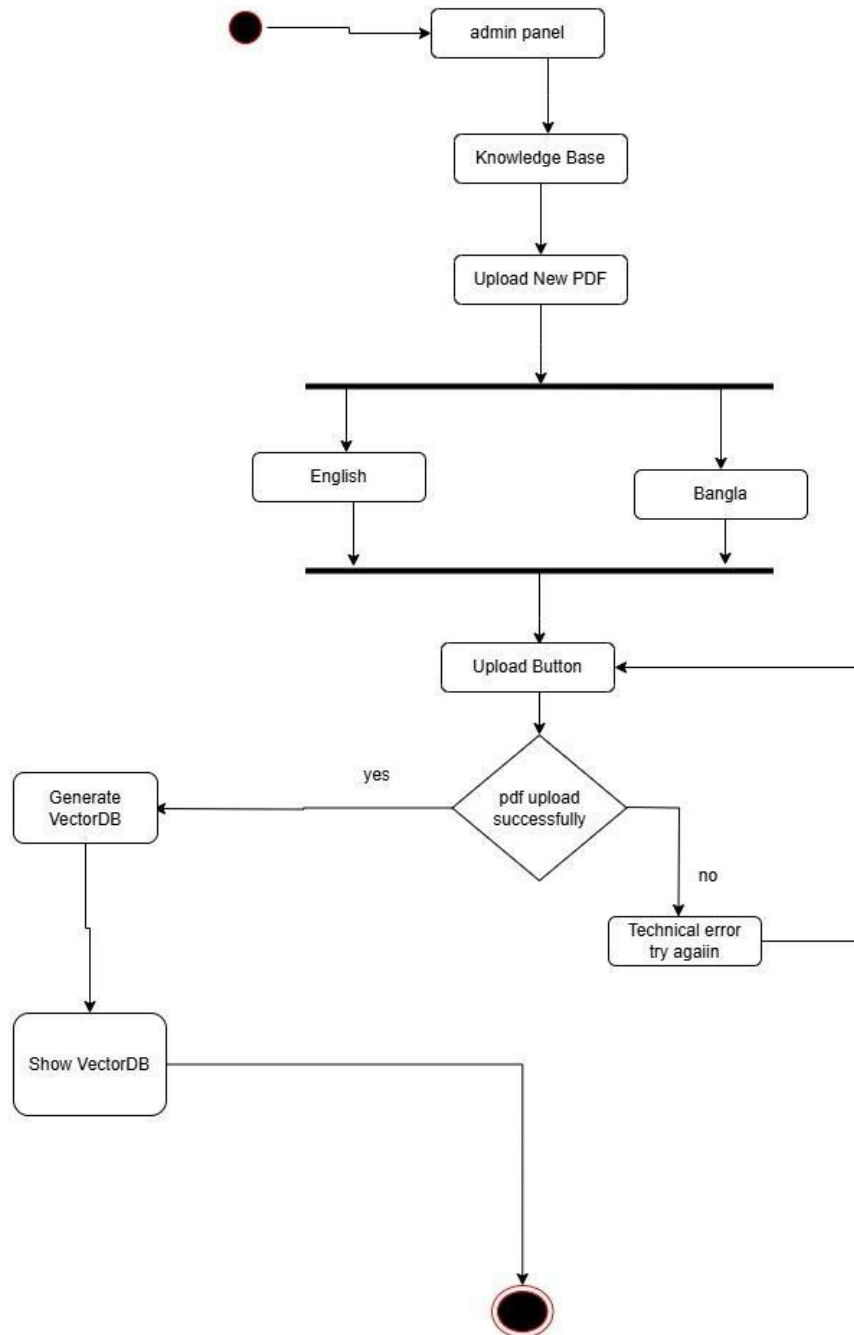 admin panel
Knowledge Base
Upload New PDF
English
Bangla
Upload Button
yes
Generate
VectorDB
pdf upload
successfully
no
Technical error
try agaiin
Show VectorDB